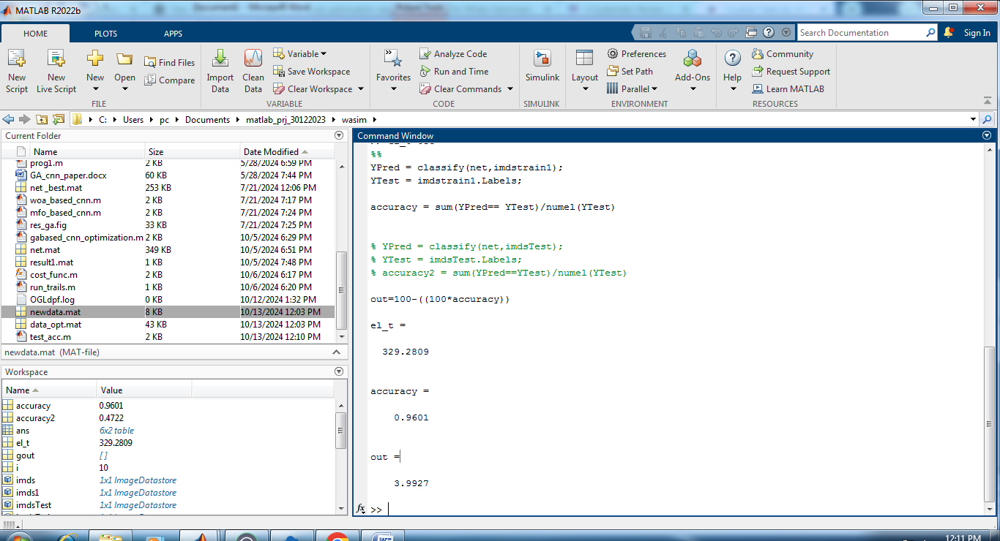 MATLAB R2022b
HOME PLOTS APPS
Search Documentation Sign In
New Script
New Live Script
New
Open
Find Files
Compare
FILE
Import Data
Clean Data
Variable
Save Workspace
Clear Workspace
VARIABLE
Favorites
Analyze Code
Run and Time
Clear Commands
CODE
Simulink
SIMULINK
Layout
Preferences
Set Path
Parallel
ENVIRONMENT
Add-Ons
Help
Community
Request Support
Learn MATLAB
RESOURCES
C: Users pc Documents matlab_prj_30122023 wasim
Current Folder
Name Size Date Modified
prog1.m 2 KB 5/28/2024 6:59 PM
GA_cnn_paper.docx 60 KB 5/28/2024 7:44 PM
net _best.mat 253 KB 7/21/2024 12:06 PM
woa_based_cnn.m 2 KB 7/21/2024 7:17 PM
mfo_based_cnn.m 2 KB 7/21/2024 7:24 PM
res_ga.fig 33 KB 7/21/2024 7:25 PM
gabased_cnn_optimization.m 2 KB 10/5/2024 6:29 PM
net.mat 349 KB 10/5/2024 6:51 PM
result1.mat 1 KB 10/5/2024 7:48 PM
cost_func.m 2 KB 10/6/2024 6:17 PM
run_trails.m 1 KB 10/6/2024 6:20 PM
OGLdpf.log 0 KB 10/12/2024 1:32 PM
newdata.mat 8 KB 10/13/2024 12:03 PM
data_opt.mat 43 KB 10/13/2024 12:03 PM
test_acc.m 2 KB 10/13/2024 12:10 PM
newdata.mat (MAT-file)
Workspace
Name Value
accuracy 0.9601
accuracy2 0.4722
ans 6x2 table
el_t 329.2809
gout []
i 10
imds 1x1 ImageDatastore
imds1 1x1 ImageDatastore
imdsTest 1x1 ImageDatastore
Command Window
%%
YPred = classify(net,imdstrain1);
YTest = imdstrain1.Labels;
accuracy = sum(YPred== YTest)/numel(YTest)
% YPred = classify(net,imdsTest);
% YTest = imdsTest.Labels;
% accuracy2 = sum(YPred==YTest)/numel(YTest)
out=100-((100*accuracy))
el_t =
329.2809
accuracy =
0.9601
out =
3.9927
fx >>
12:11 PM